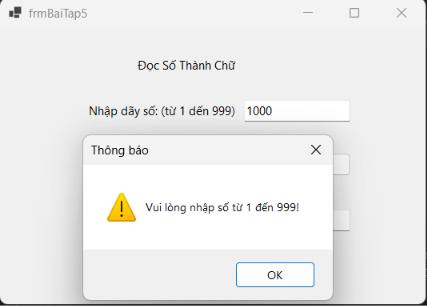 frmBaiTap5
Đọc Số Thành Chữ
Nhập dãy số: (từ 1 dến 999) 1000
Thông báo
Vui lòng nhập số từ 1 đến 999!
OK